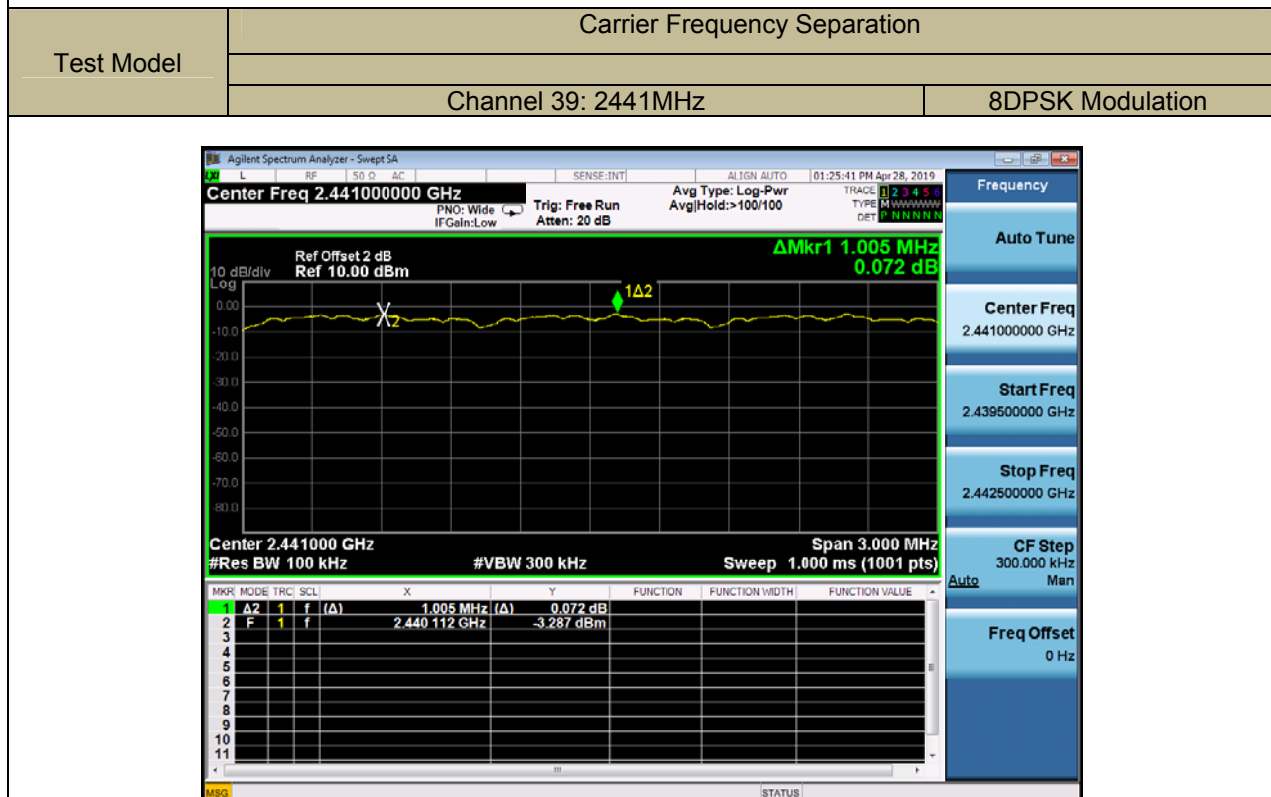 Test Model
Carrier Frequency Separation
Channel 39: 2441MHz
8DPSK Modulation
Agilent Spectrum Analyzer - Swept SA
LXI L RF 50 Ω AC SENSE:INT ALIGN AUTO 01:25:41 PM Apr 28, 2019
Center Freq 2.441000000 GHz
PNO: Wide
IFGain:Low
Trig: Free Run
Atten: 20 dB
Avg Type: Log-Pwr
Avg|Hold:>100/100
TRACE 1 2 3 4 5 6
TYPE M WWWWW
DET P N N N N N
ΔMkr1 1.005 MHz
0.072 dB
Ref Offset 2 dB
10 dB/div Ref 10.00 dBm
Log
1Δ2
0.00
2
-10.0
-20.0
-30.0
-40.0
-50.0
-60.0
-70.0
-80.0
Center 2.441000 GHz Span 3.000 MHz
#Res BW 100 kHz #VBW 300 kHz Sweep 1.000 ms (1001 pts)
MKR MODE TRC SCL X Y FUNCTION FUNCTION WIDTH FUNCTION VALUE
1 Δ2 1 f (Δ) 1.005 MHz (Δ) 0.072 dB
2 F 1 f 2.440 112 GHz -3.287 dBm
3
4
5
6
7
8
9
10
11
MSG STATUS
Frequency
Auto Tune
Center Freq
2.441000000 GHz
Start Freq
2.439500000 GHz
Stop Freq
2.442500000 GHz
CF Step
300.000 kHz
Auto Man
Freq Offset
0 Hz